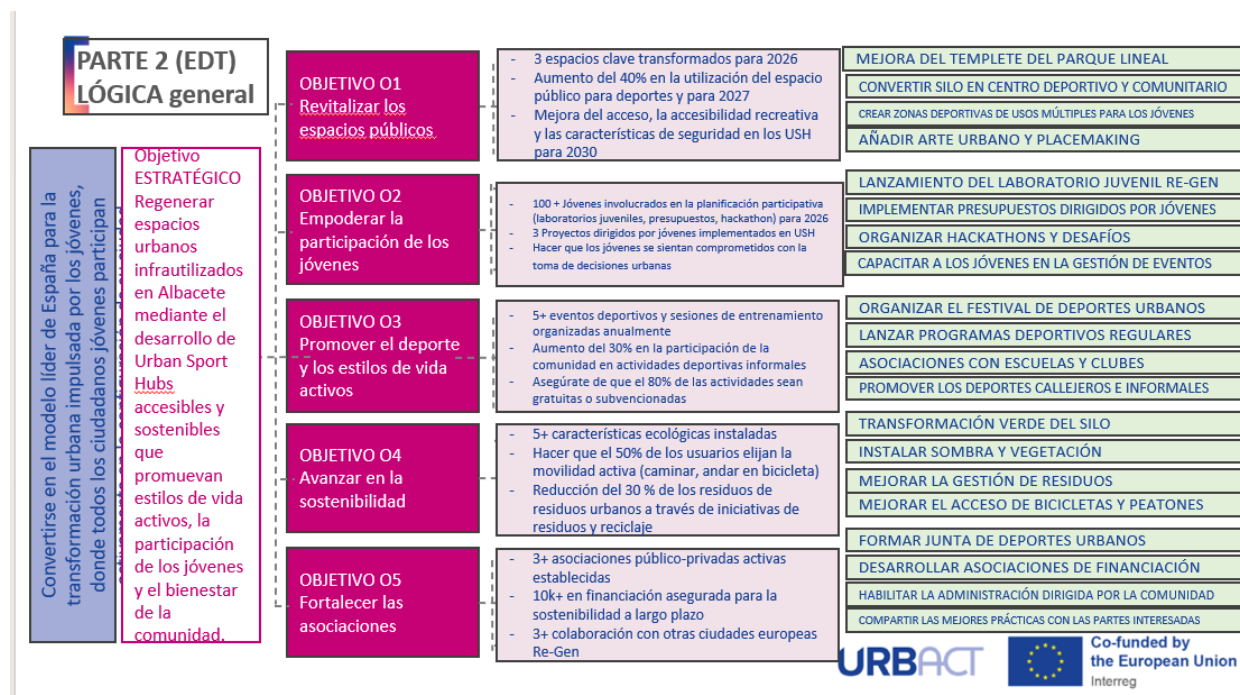 PARTE 2 (EDT)
LÓGICA general
Convertirse en el modelo líder de España para la
transformación urbana impulsada por los jóvenes,
donde todos los ciudadanos jóvenes participan
Objetivo
ESTRATÉGICO
Regenerar
espacios
urbanos
infrautilizados
en Albacete
mediante el
desarrollo de
Urban Sport
Hubs
accesibles y
sostenibles
que
promuevan
estilos de vida
activos, la
participación
de los jóvenes
y el bienestar
de la
comunidad.
OBJETIVO O1
Revitalizar los
espacios públicos
- 3 espacios clave transformados para 2026
- Aumento del 40% en la utilización del espacio
público para deportes y para 2027
- Mejora del acceso, la accesibilidad recreativa
y las características de seguridad en los USH
para 2030
MEJORA DEL TEMPLETE DEL PARQUE LINEAL
CONVERTIR SILO EN CENTRO DEPORTIVO Y COMUNITARIO
CREAR ZONAS DEPORTIVAS DE USOS MÚLTIPLES PARA LOS JÓVENES
AÑADIR ARTE URBANO Y PLACEMAKING
OBJETIVO O2
Empoderar la
participación de los
jóvenes
- 100 + Jóvenes involucrados en la planificación participativa
(laboratorios juveniles, presupuestos, hackathon) para 2026
- 3 Proyectos dirigidos por jóvenes implementados en USH
- Hacer que los jóvenes se sientan comprometidos con la
toma de decisiones urbanas
LANZAMIENTO DEL LABORATORIO JUVENIL RE-GEN
IMPLEMENTAR PRESUPUESTOS DIRIGIDOS POR JÓVENES
ORGANIZAR HACKATHONS Y DESAFÍOS
CAPACITAR A LOS JÓVENES EN LA GESTIÓN DE EVENTOS
OBJETIVO O3
Promover el deporte
y los estilos de vida
activos
- 5+ eventos deportivos y sesiones de entrenamiento
organizadas anualmente
- Aumento del 30% en la participación de la
comunidad en actividades deportivas informales
- Asegúrate de que el 80% de las actividades sean
gratuitas o subvencionadas
ORGANIZAR EL FESTIVAL DE DEPORTES URBANOS
LANZAR PROGRAMAS DEPORTIVOS REGULARES
ASOCIACIONES CON ESCUELAS Y CLUBES
PROMOVER LOS DEPORTES CALLEJEROS E INFORMALES
OBJETIVO O4
Avanzar en la
sostenibilidad
- 5+ características ecológicas instaladas
- Hacer que el 50% de los usuarios elijan la
movilidad activa (caminar, andar en bicicleta)
- Reducción del 30 % de los residuos de
residuos urbanos a través de iniciativas de
residuos y reciclaje
TRANSFORMACIÓN VERDE DEL SILO
INSTALAR SOMBRA Y VEGETACIÓN
MEJORAR LA GESTIÓN DE RESIDUOS
MEJORAR EL ACCESO DE BICICLETAS Y PEATONES
OBJETIVO O5
Fortalecer las
asociaciones
- 3+ asociaciones público-privadas activas
establecidas
- 10k+ en financiación asegurada para la
sostenibilidad a largo plazo
- 3+ colaboración con otras ciudades europeas
Re-Gen
FORMAR JUNTA DE DEPORTES URBANOS
DESARROLLAR ASOCIACIONES DE FINANCIACIÓN
HABILITAR LA ADMINISTRACIÓN DIRIGIDA POR LA COMUNIDAD
COMPARTIR LAS MEJORES PRÁCTICAS CON LAS PARTES INTERESADAS
URBACT
Co-funded by
the European Union
Interreg